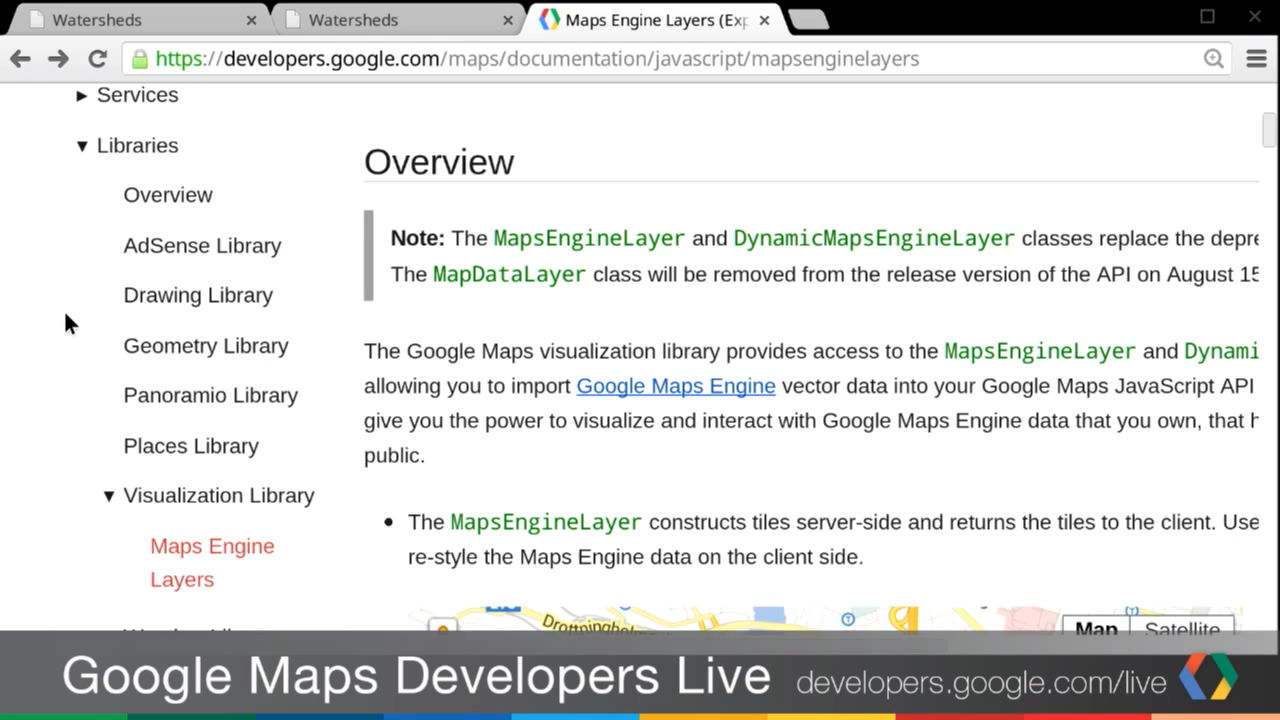 Watersheds
Watersheds
Maps Engine Layers (Exp
https://developers.google.com/maps/documentation/javascript/mapsenginelayers
Services
Libraries
Overview
AdSense Library
Drawing Library
Geometry Library
Panoramio Library
Places Library
Visualization Library
Maps Engine
Layers
Overview
Note: The MapsEngineLayer and DynamicMapsEngineLayer classes replace the depre
The MapDataLayer class will be removed from the release version of the API on August 15
The Google Maps visualization library provides access to the MapsEngineLayer and Dynami
allowing you to import Google Maps Engine vector data into your Google Maps JavaScript API
give you the power to visualize and interact with Google Maps Engine data that you own, that h
public.
• The MapsEngineLayer constructs tiles server-side and returns the tiles to the client. Use
re-style the Maps Engine data on the client side.
Drottningholm
Map Satellite
Google Maps Developers Live developers.google.com/live